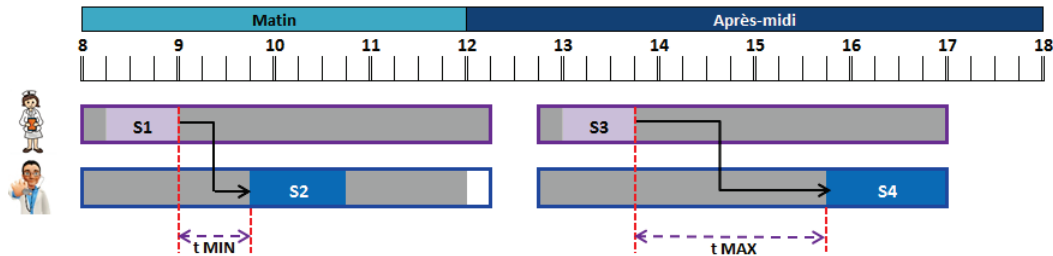 Matin Après-midi
8 9 10 11 12 13 14 15 16 17 18
S1 S3
S2 S4
t MIN t MAX